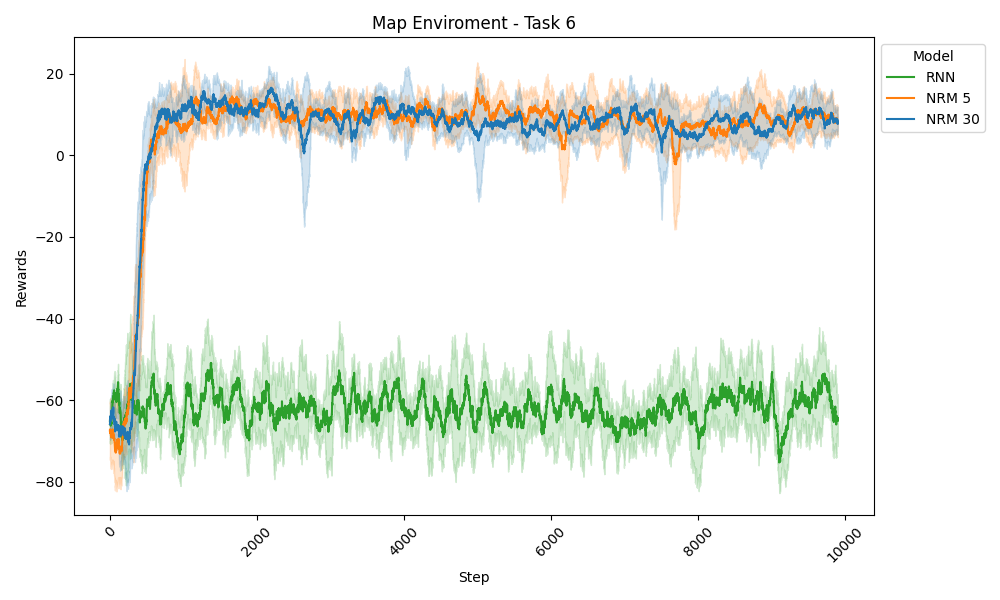 Map Enviroment - Task 6
Model
RNN
NRM 5
NRM 30
Rewards
20
0
−20
−40
−60
−80
0
2000
4000
6000
8000
10000
Step